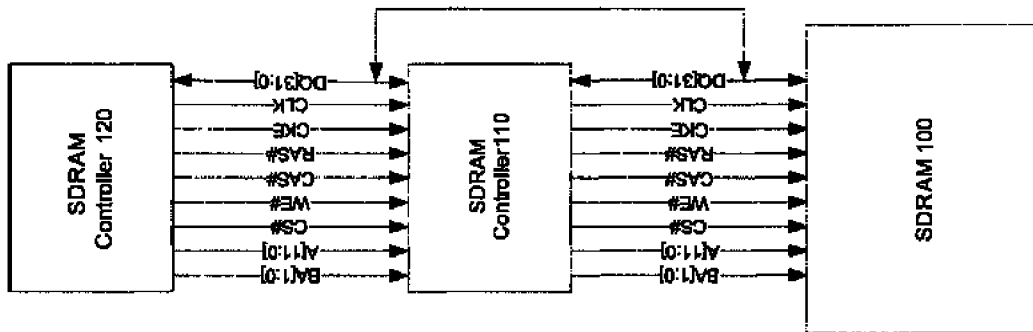 SDRAM
Controller 120
DQ[31:0]
CLK
CKE
RAS#
CAS#
WE#
CS#
A[11:0]
BA[1:0]
SDRAM
Controller110
DQ[31:0]
CLK
CKE
RAS#
CAS#
WE#
CS#
A[11:0]
BA[1:0]
SDRAM 100